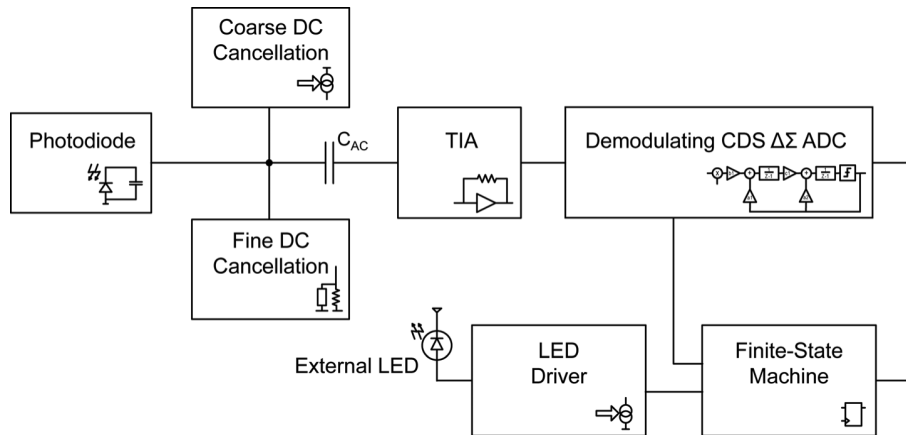 Coarse DC
Cancellation
Photodiode
C_AC
TIA
Demodulating CDS ΔΣ ADC
Fine DC
Cancellation
External LED
LED
Driver
Finite-State
Machine